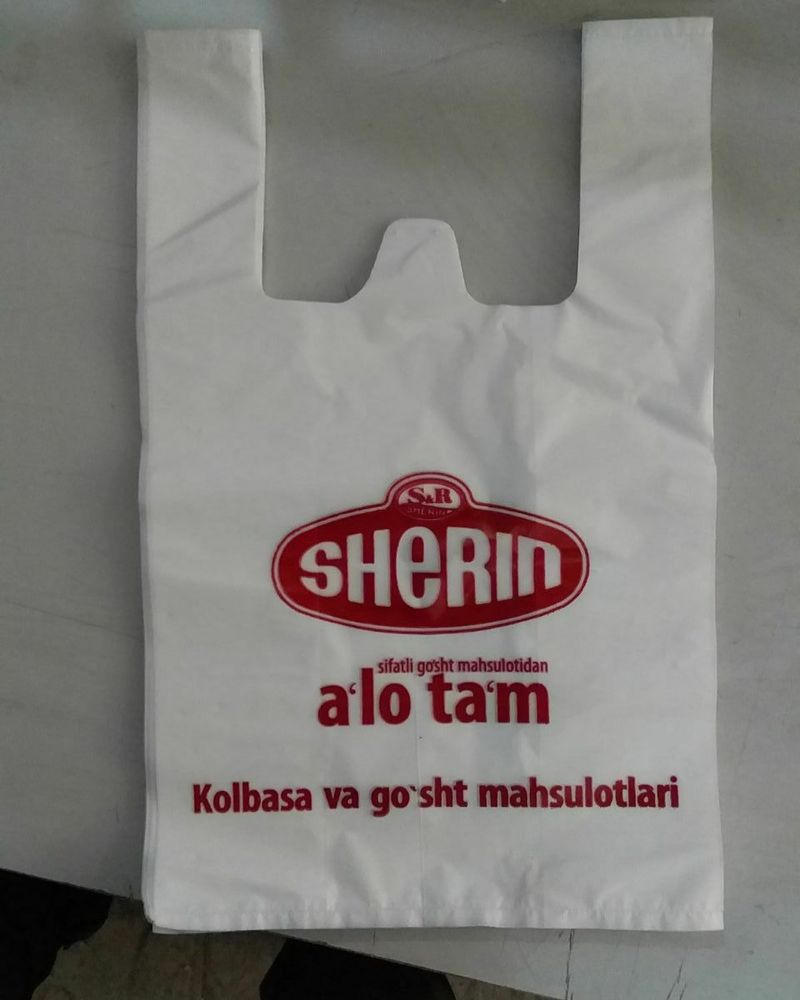 S&R
SHERIN
SHERIN
sifatli go'sht mahsulotidan
a‘lo ta‘m
Kolbasa va go`sht mahsulotlari